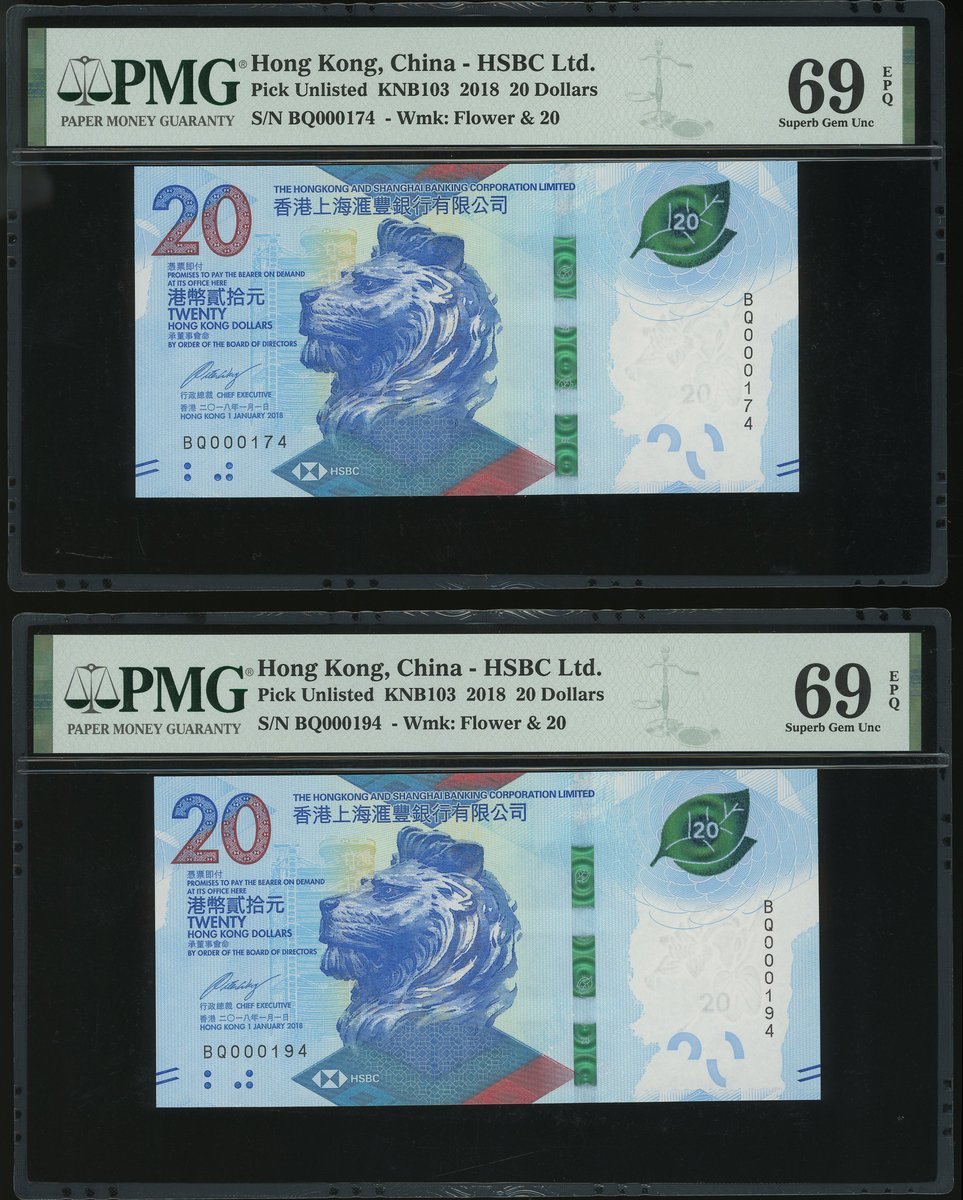 PMG®
PAPER MONEY GUARANTY
Hong Kong, China - HSBC Ltd.
Pick Unlisted KNB103 2018 20 Dollars
S/N BQ000174 - Wmk: Flower & 20
69
EPQ
Superb Gem Unc
20
THE HONGKONG AND SHANGHAI BANKING CORPORATION LIMITED
香港上海滙豐銀行有限公司
憑票即付
PROMISES TO PAY THE BEARER ON DEMAND
AT ITS OFFICE HERE
港幣貳拾元
TWENTY
HONG KONG DOLLARS
承董事會命
BY ORDER OF THE BOARD OF DIRECTORS
行政總裁 CHIEF EXECUTIVE
香港 二〇一八年一月一日
HONG KONG 1 JANUARY 2018
BQ000174
HSBC
20
BQ000174
20
PMG®
PAPER MONEY GUARANTY
Hong Kong, China - HSBC Ltd.
Pick Unlisted KNB103 2018 20 Dollars
S/N BQ000194 - Wmk: Flower & 20
69
EPQ
Superb Gem Unc
20
THE HONGKONG AND SHANGHAI BANKING CORPORATION LIMITED
香港上海滙豐銀行有限公司
憑票即付
PROMISES TO PAY THE BEARER ON DEMAND
AT ITS OFFICE HERE
港幣貳拾元
TWENTY
HONG KONG DOLLARS
承董事會命
BY ORDER OF THE BOARD OF DIRECTORS
行政總裁 CHIEF EXECUTIVE
香港 二〇一八年一月一日
HONG KONG 1 JANUARY 2018
BQ000194
HSBC
20
BQ000194
20